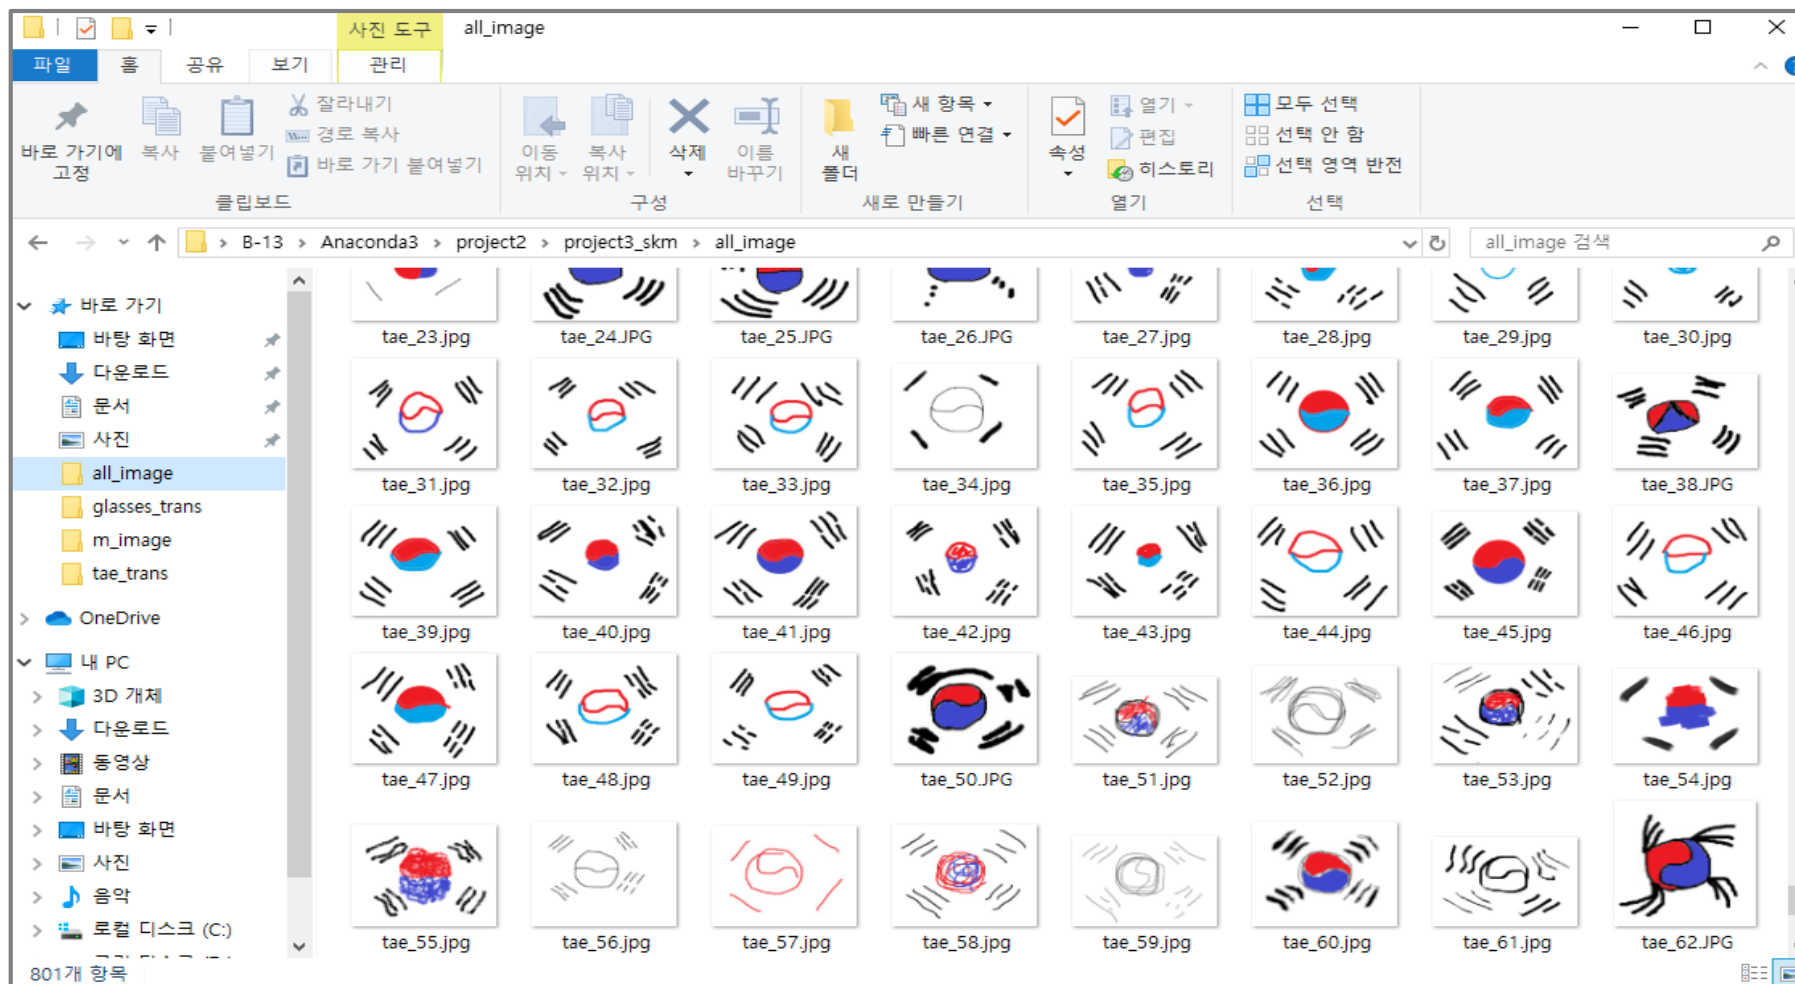 사진 도구 all_image
파일 홈 공유 보기 관리
바로 가기에 고정
복사
붙여넣기
잘라내기
경로 복사
바로 가기 붙여넣기
클립보드
이동 위치
복사 위치
삭제
이름 바꾸기
구성
새 폴더
새 항목
빠른 연결
새로 만들기
속성
열기
편집
히스토리
열기
모두 선택
선택 안 함
선택 영역 반전
선택
B-13 > Anaconda3 > project2 > project3_skm > all_image
all_image 검색
바로 가기
바탕 화면
다운로드
문서
사진
all_image
glasses_trans
m_image
tae_trans
OneDrive
내 PC
3D 개체
다운로드
동영상
문서
바탕 화면
사진
음악
로컬 디스크 (C:)
tae_23.jpg tae_24.JPG tae_25.JPG tae_26.JPG tae_27.jpg tae_28.jpg tae_29.jpg tae_30.jpg
tae_31.jpg tae_32.jpg tae_33.jpg tae_34.jpg tae_35.jpg tae_36.jpg tae_37.jpg tae_38.JPG
tae_39.jpg tae_40.jpg tae_41.jpg tae_42.jpg tae_43.jpg tae_44.jpg tae_45.jpg tae_46.jpg
tae_47.jpg tae_48.jpg tae_49.jpg tae_50.JPG tae_51.jpg tae_52.jpg tae_53.jpg tae_54.jpg
tae_55.jpg tae_56.jpg tae_57.jpg tae_58.jpg tae_59.jpg tae_60.jpg tae_61.jpg tae_62.JPG
801개 항목